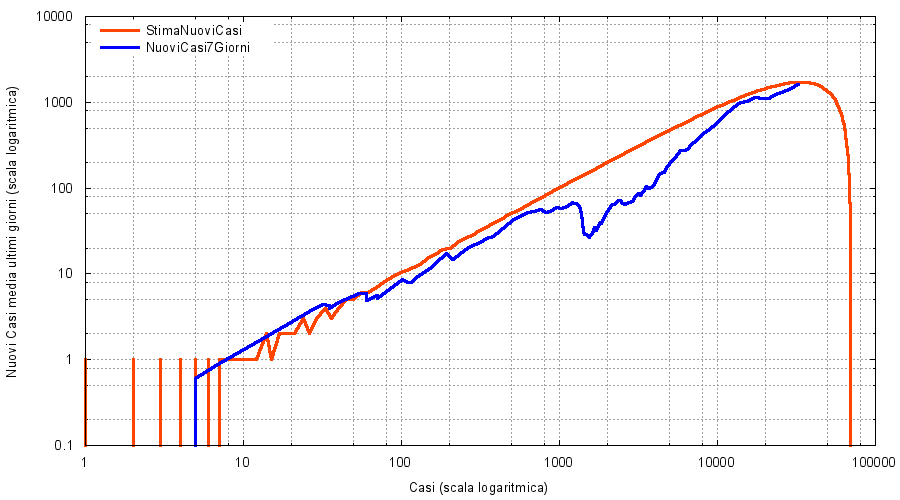 10000
1000
100
10
1
0.1
Nuovi Casi media ultimi giorni (scala logaritmica)
StimaNuoviCasi
NuoviCasi7Giorni
1 10 100 1000 10000 100000
Casi (scala logaritmica)